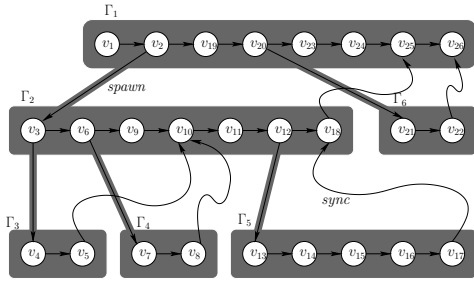 Γ₁
v₁ v₂ v₁₉ v₂₀ v₂₃ v₂₄ v₂₅ v₂₆
spawn
Γ₂ Γ₆
v₃ v₆ v₉ v₁₀ v₁₁ v₁₂ v₁₈ v₂₁ v₂₂
sync
Γ₃ Γ₄ Γ₅
v₄ v₅ v₇ v₈ v₁₃ v₁₄ v₁₅ v₁₆ v₁₇